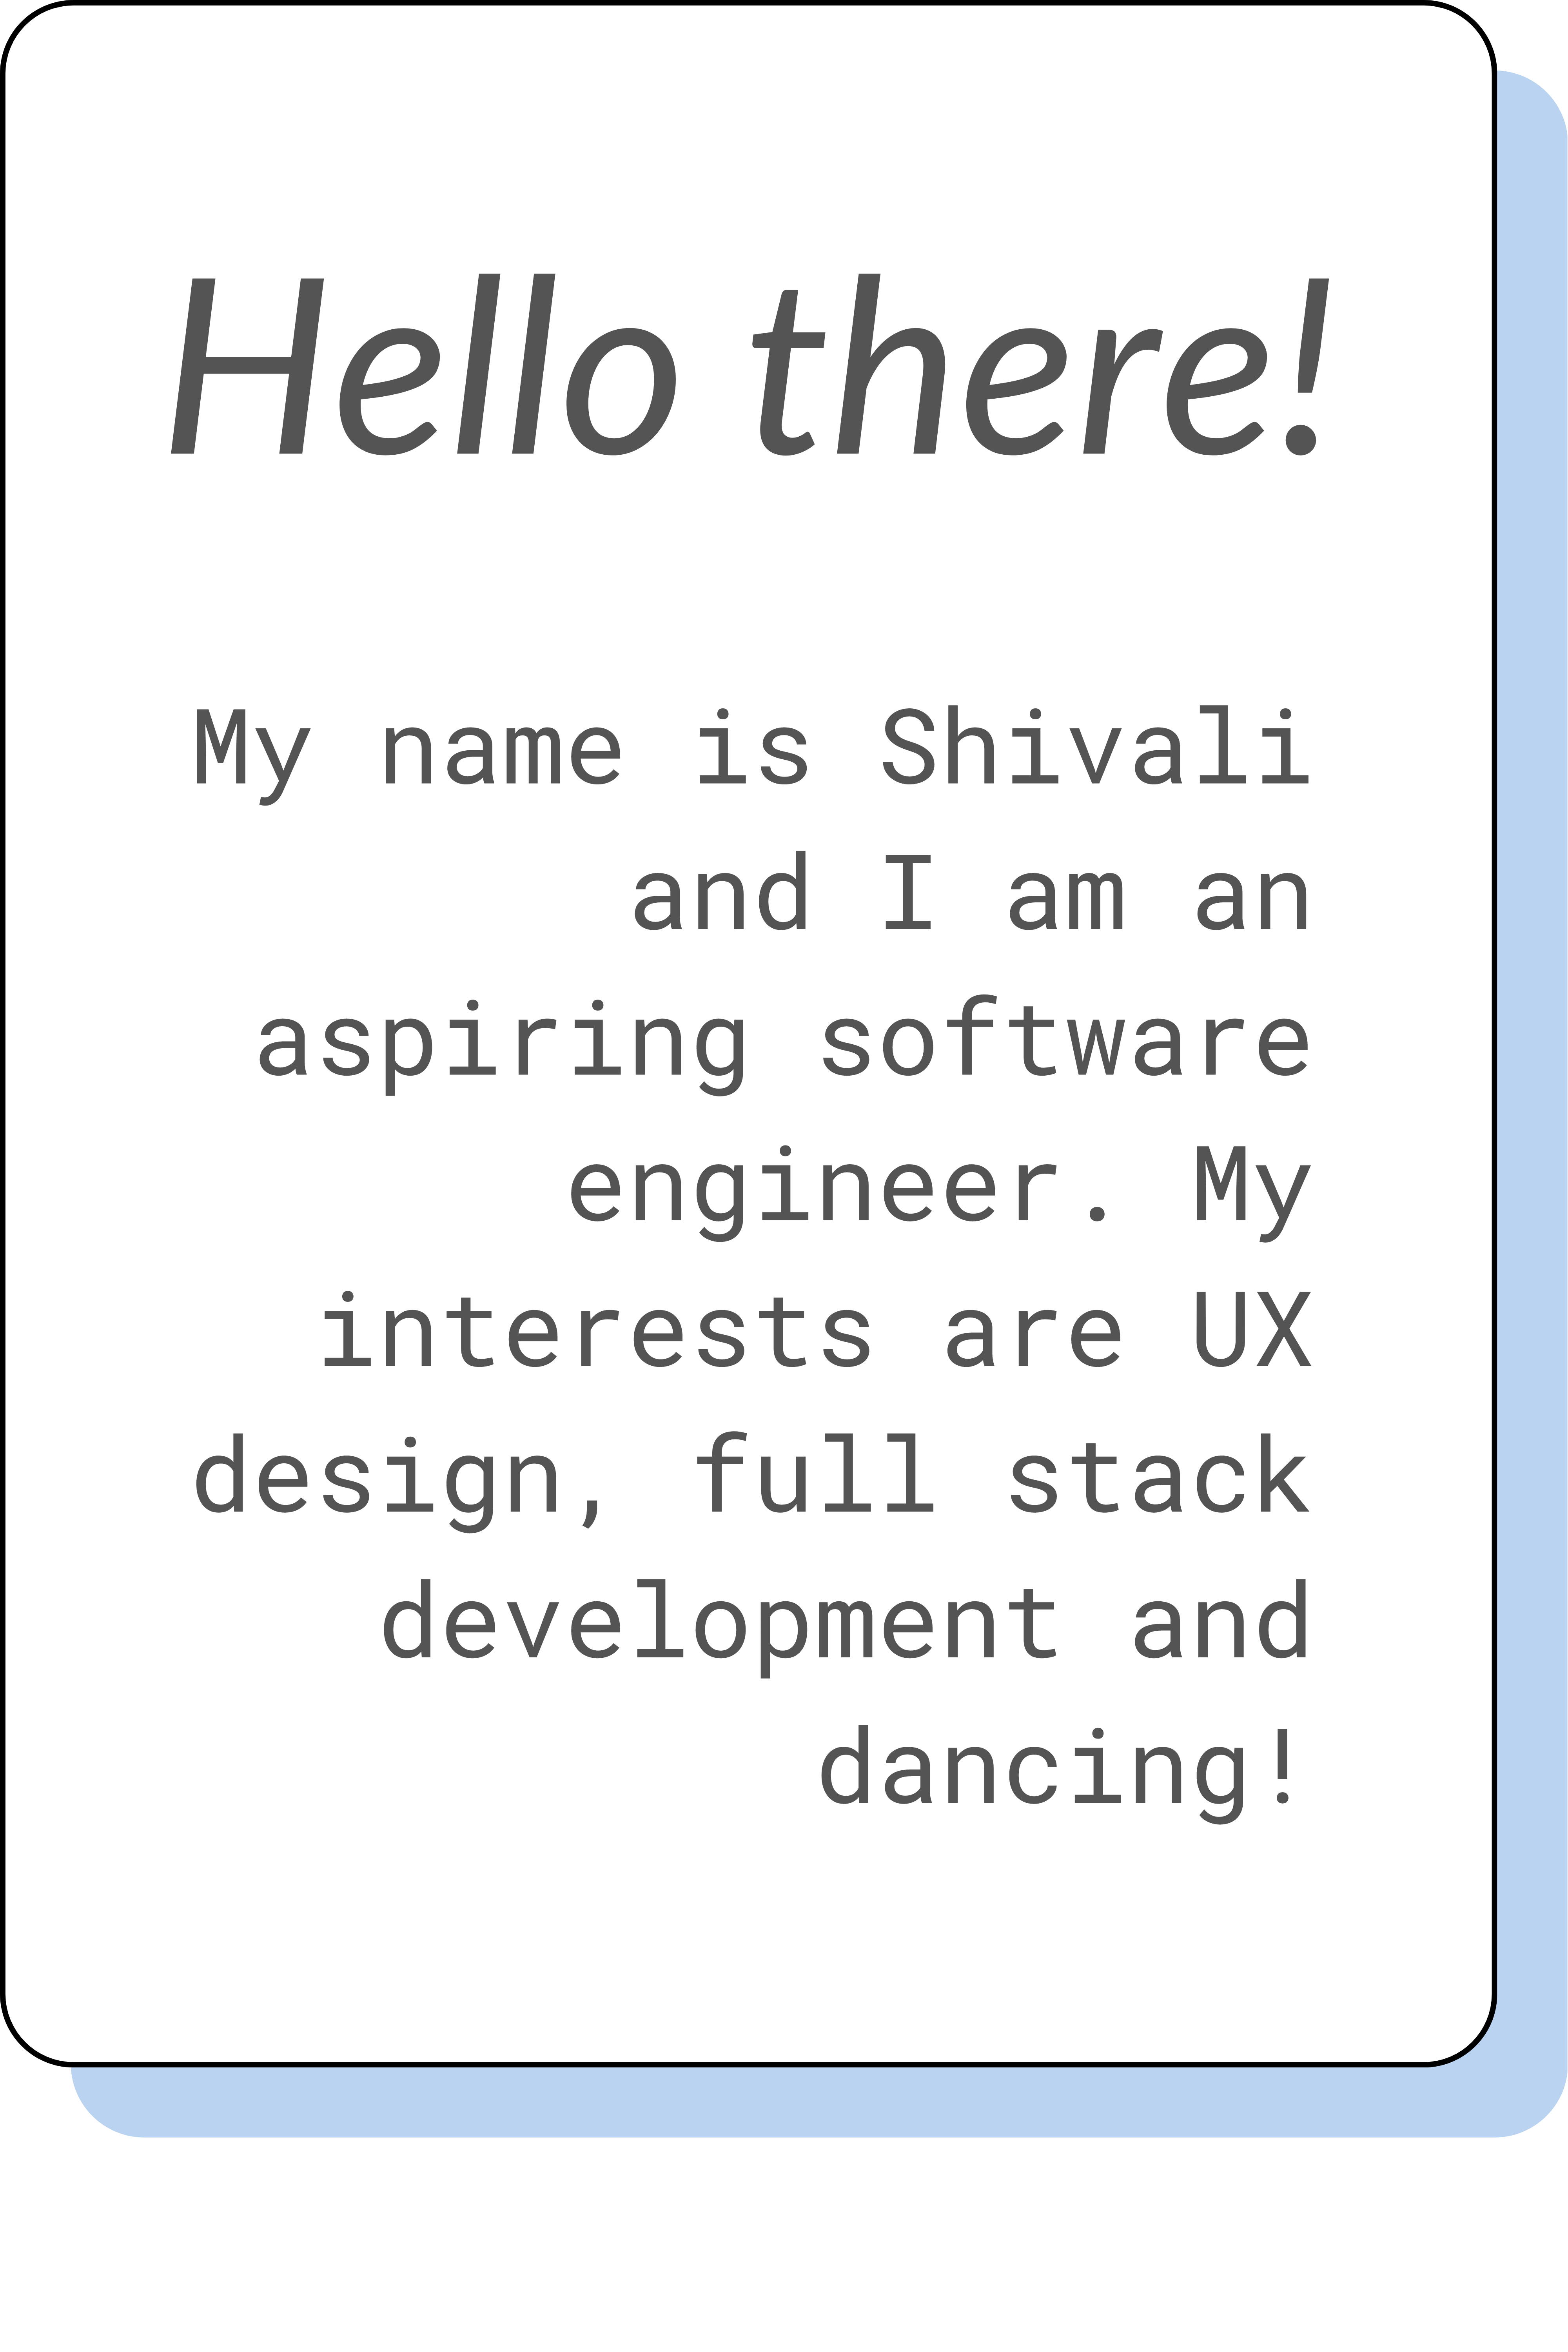 Hello there!
My name is Shivali
and I am an
aspiring software
engineer. My
interests are UX
design, full stack
development and
dancing!